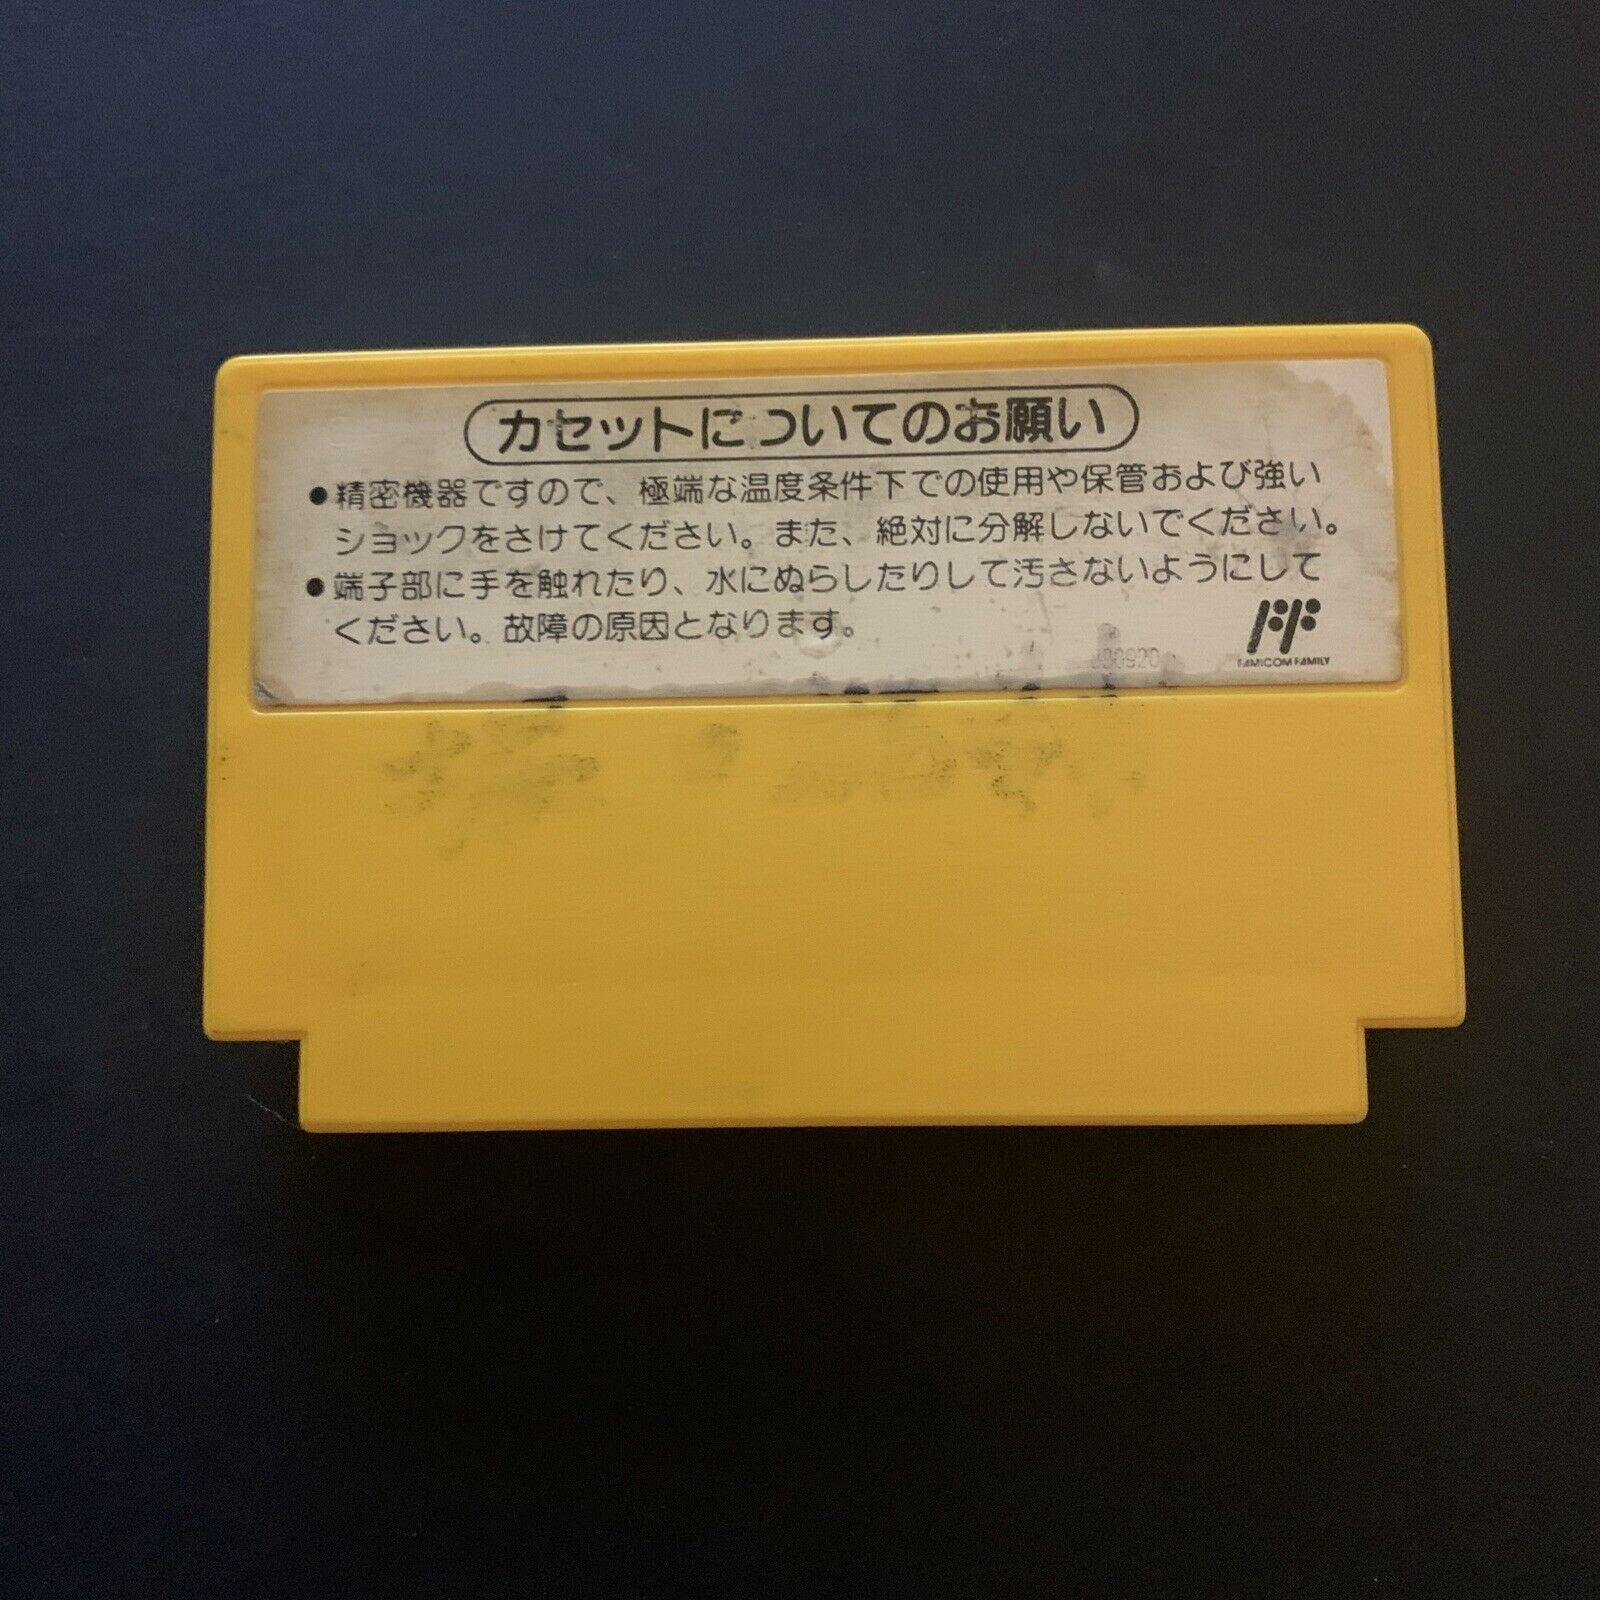 カセットについてのお願い
●精密機器ですので、極端な温度条件下での使用や保管および強い
ショックをさけてください。また、絶対に分解しないでください。
●端子部に手を触れたり、水にぬらしたりして汚さないようにして
ください。故障の原因となります。
FAMICOM FAMILY